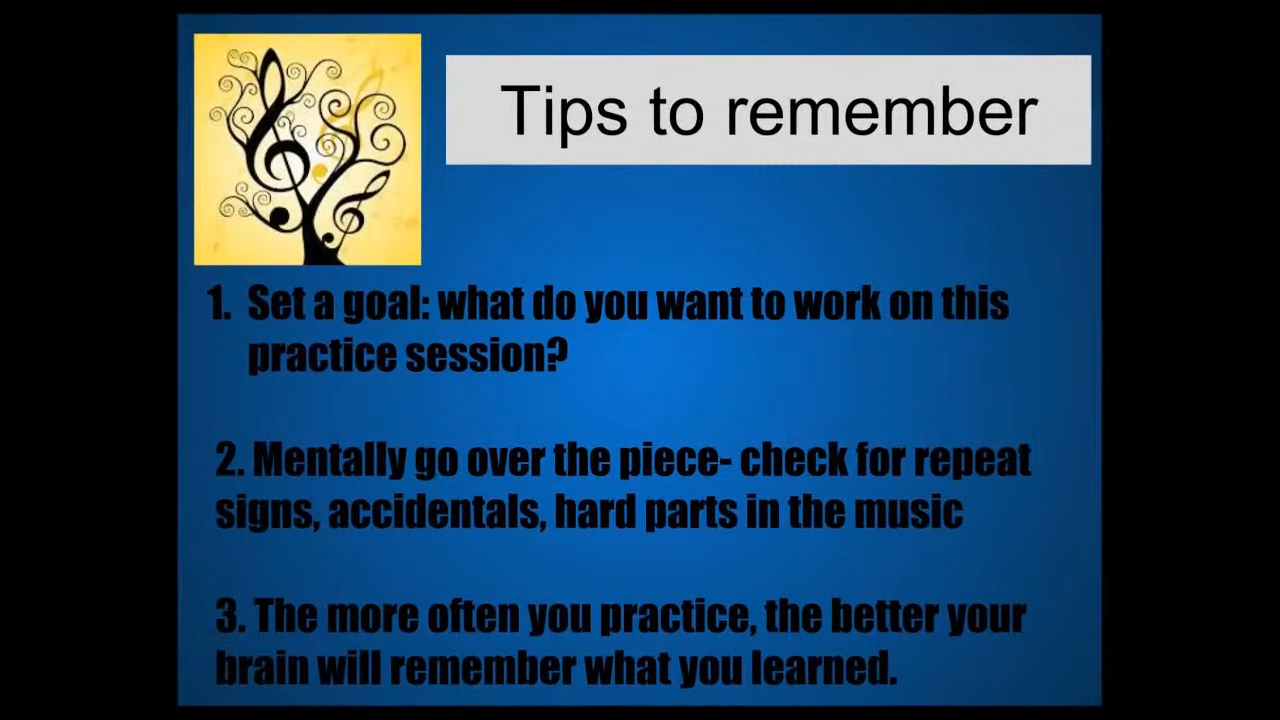 Tips to remember
1. Set a goal: what do you want to work on this
practice session?
2. Mentally go over the piece- check for repeat
signs, accidentals, hard parts in the music
3. The more often you practice, the better your
brain will remember what you learned.